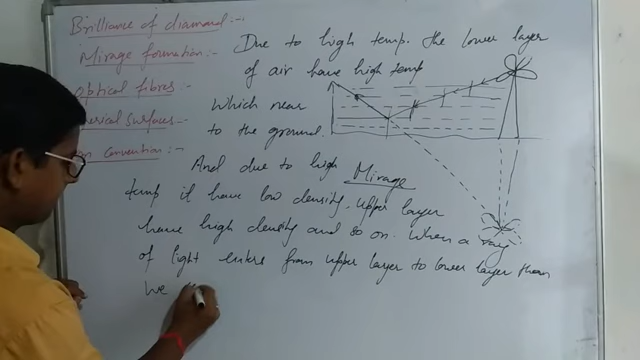 Brilliance of diamond :-
Mirage formation :-
Optical fibres :-
Spherical surfaces :-
Sign convention :-
Due to high temp. the lower layer
of air have high temp
Which near
to the ground.
Mirage
And due to high
temp it have low density. Upper layer
have high density and so on. When a ray
of light enters from upper layer to lower layer then
We